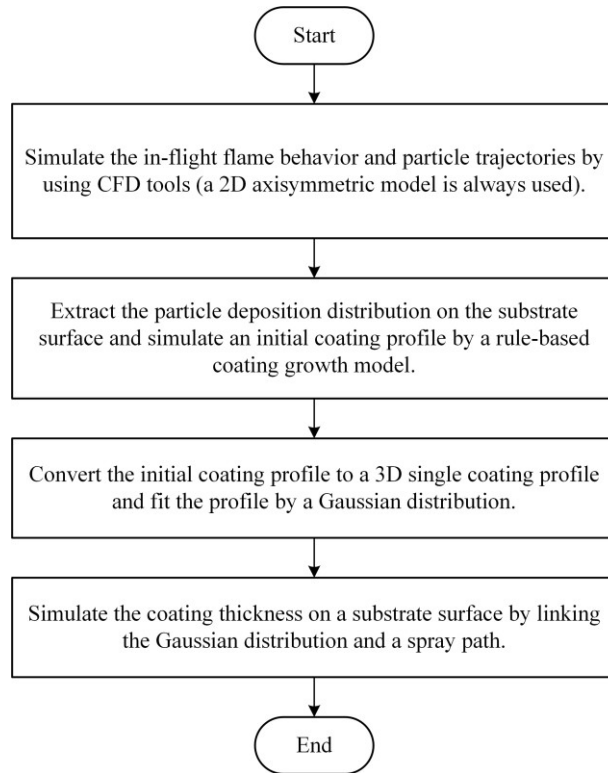 Start
Simulate the in-flight flame behavior and particle trajectories by
using CFD tools (a 2D axisymmetric model is always used).
Extract the particle deposition distribution on the substrate
surface and simulate an initial coating profile by a rule-based
coating growth model.
Convert the initial coating profile to a 3D single coating profile
and fit the profile by a Gaussian distribution.
Simulate the coating thickness on a substrate surface by linking
the Gaussian distribution and a spray path.
End